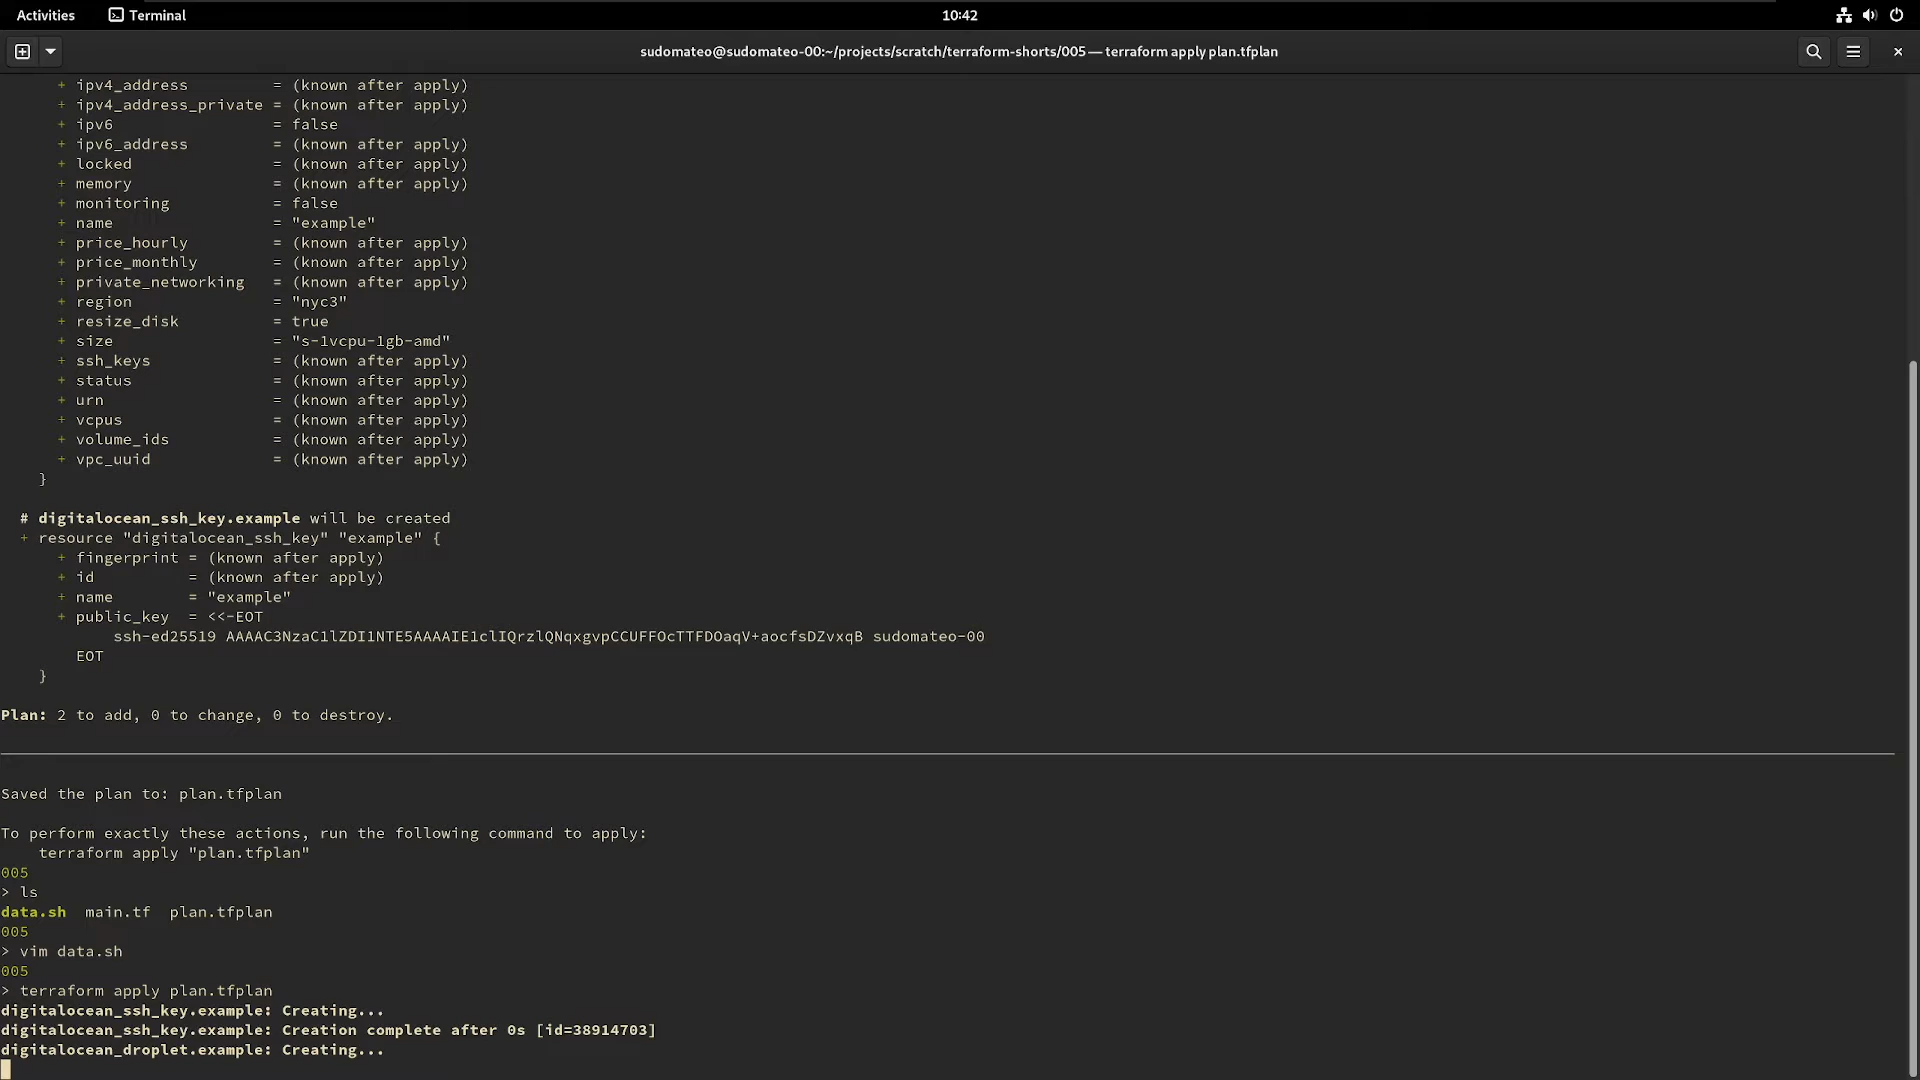 Activities Terminal 10:42
sudomateo@sudomateo-00:~/projects/scratch/terraform-shorts/005 — terraform apply plan.tfplan
+ ipv4_address = (known after apply)
+ ipv4_address_private = (known after apply)
+ ipv6 = false
+ ipv6_address = (known after apply)
+ locked = (known after apply)
+ memory = (known after apply)
+ monitoring = false
+ name = "example"
+ price_hourly = (known after apply)
+ price_monthly = (known after apply)
+ private_networking = (known after apply)
+ region = "nyc3"
+ resize_disk = true
+ size = "s-1vcpu-1gb-amd"
+ ssh_keys = (known after apply)
+ status = (known after apply)
+ urn = (known after apply)
+ vcpus = (known after apply)
+ volume_ids = (known after apply)
+ vpc_uuid = (known after apply)
}
# digitalocean_ssh_key.example will be created
+ resource "digitalocean_ssh_key" "example" {
+ fingerprint = (known after apply)
+ id = (known after apply)
+ name = "example"
+ public_key = <<-EOT
ssh-ed25519 AAAAC3NzaC1lZDI1NTE5AAAAIE1clIQrzlQNqxgvpCCUFFOcTTFDOaqV+aocfsDZvxqB sudomateo-00
EOT
}
Plan: 2 to add, 0 to change, 0 to destroy.
Saved the plan to: plan.tfplan
To perform exactly these actions, run the following command to apply:
terraform apply "plan.tfplan"
005
> ls
data.sh main.tf plan.tfplan
005
> vim data.sh
005
> terraform apply plan.tfplan
digitalocean_ssh_key.example: Creating...
digitalocean_ssh_key.example: Creation complete after 0s [id=38914703]
digitalocean_droplet.example: Creating...